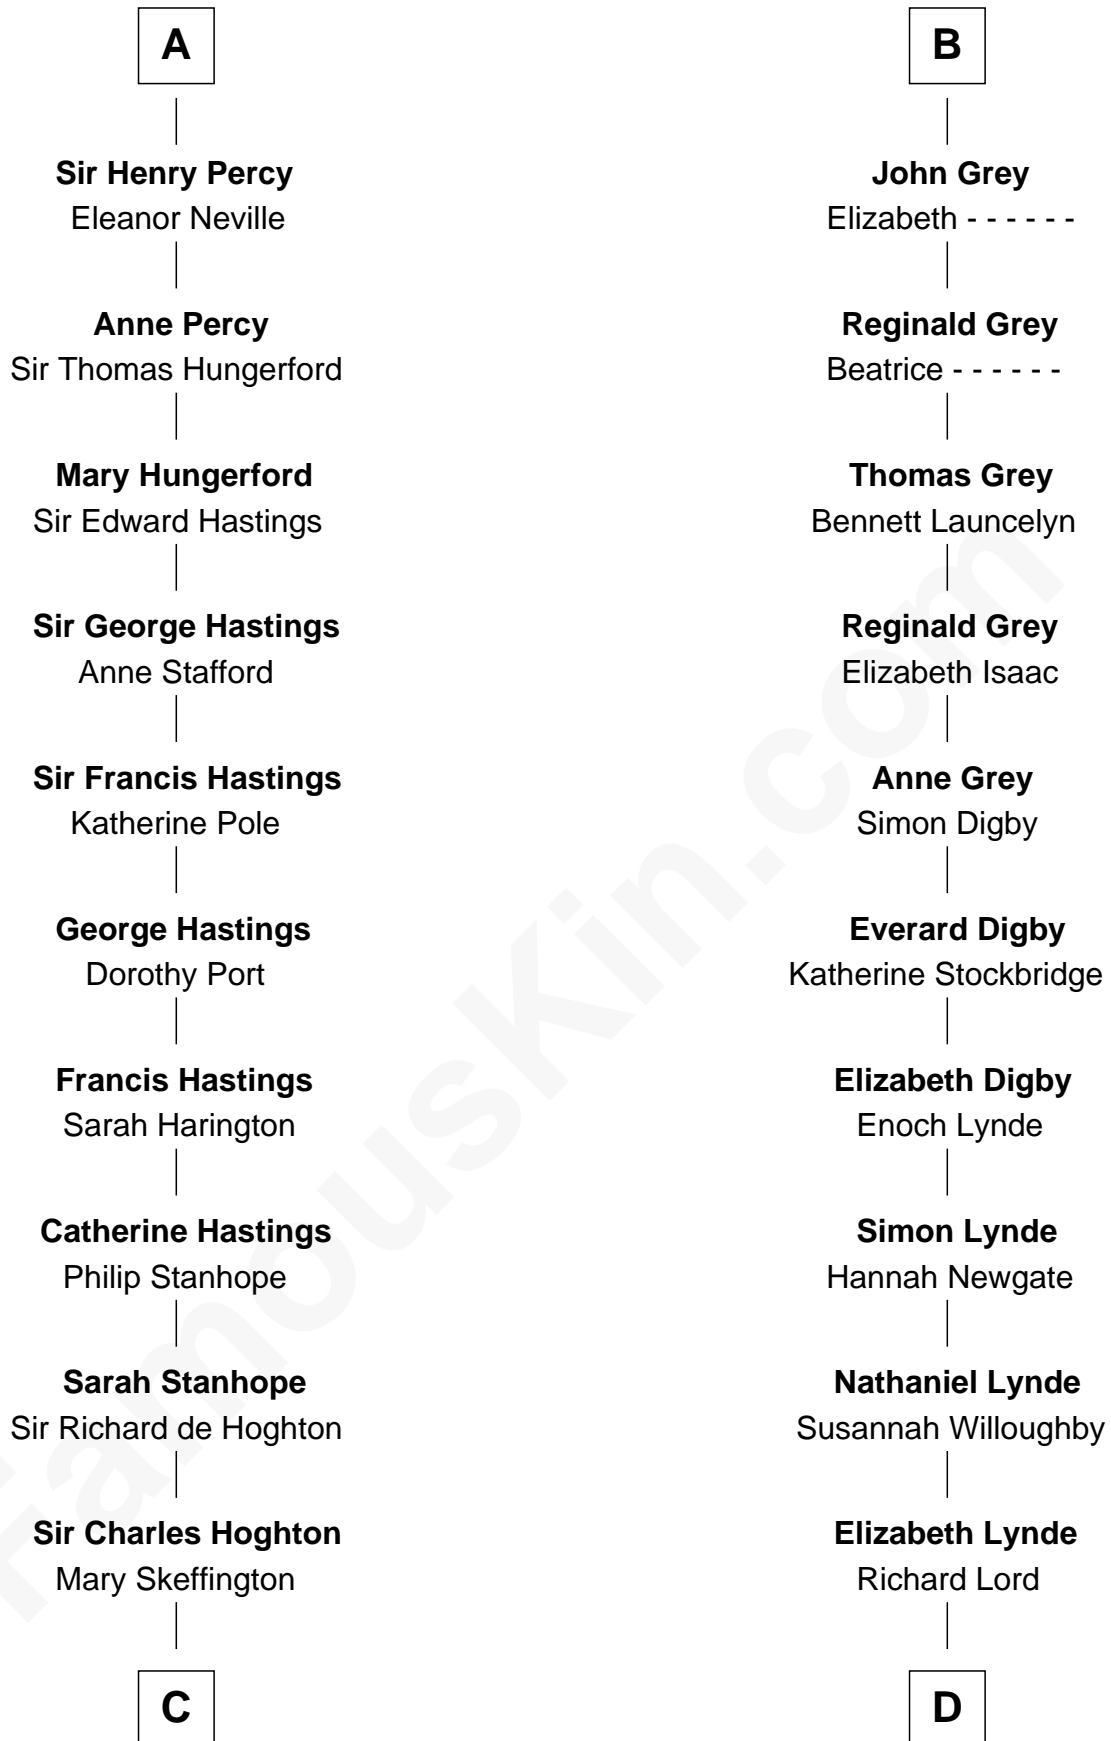 A
Sir Henry Percy
Eleanor Neville
Anne Percy
Sir Thomas Hungerford
Mary Hungerford
Sir Edward Hastings
Sir George Hastings
Anne Stafford
Sir Francis Hastings
Katherine Pole
George Hastings
Dorothy Port
Francis Hastings
Sarah Harington
Catherine Hastings
Philip Stanhope
Sarah Stanhope
Sir Richard de Hoghton
Sir Charles Hoghton
Mary Skeffington
C
B
John Grey
Elizabeth - - - - - -
Reginald Grey
Beatrice - - - - - -
Thomas Grey
Bennett Launcelyn
Reginald Grey
Elizabeth Isaac
Anne Grey
Simon Digby
Everard Digby
Katherine Stockbridge
Elizabeth Digby
Enoch Lynde
Simon Lynde
Hannah Newgate
Nathaniel Lynde
Susannah Willoughby
Elizabeth Lynde
Richard Lord
D
FamousKin.com